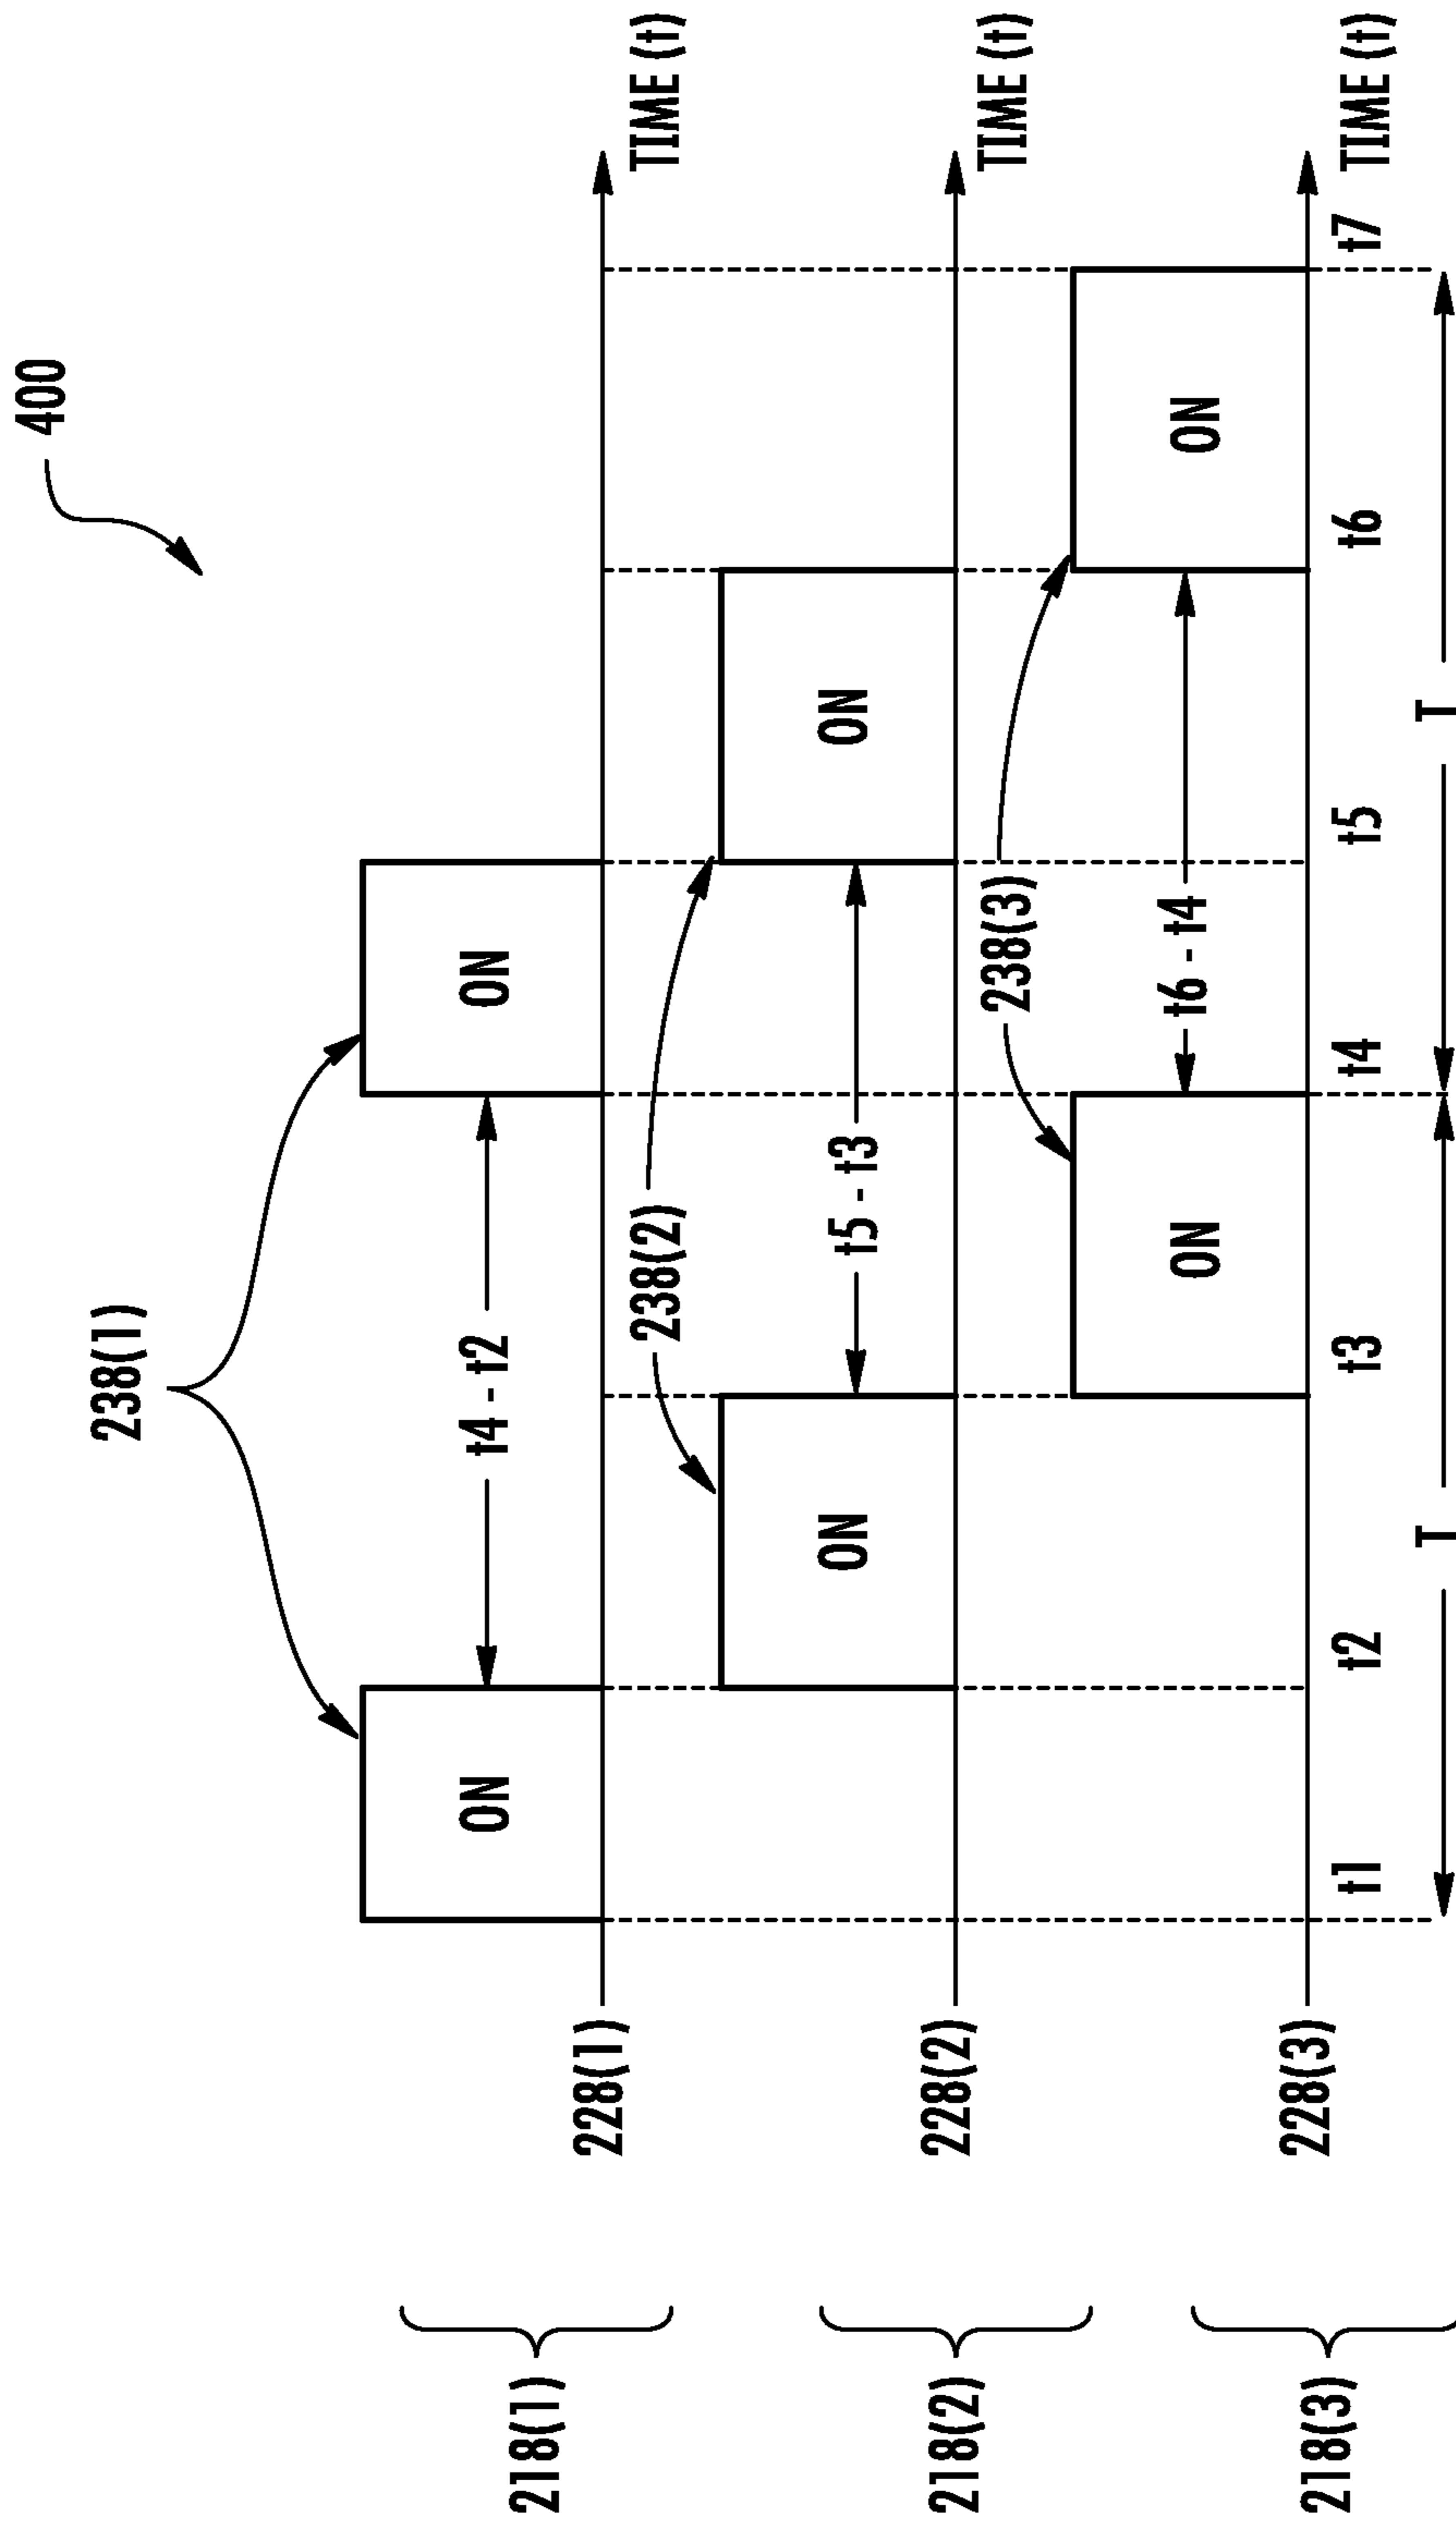 400
238(1)
218(1)
ON
t4 - t2
ON
228(1)
TIME (t)
238(2)
218(2)
ON
t5 - t3
ON
228(2)
TIME (t)
238(3)
218(3)
ON
t6 - t4
ON
228(3)
TIME (t)
t1
t2
t3
t4
t5
t6
t7
T
T